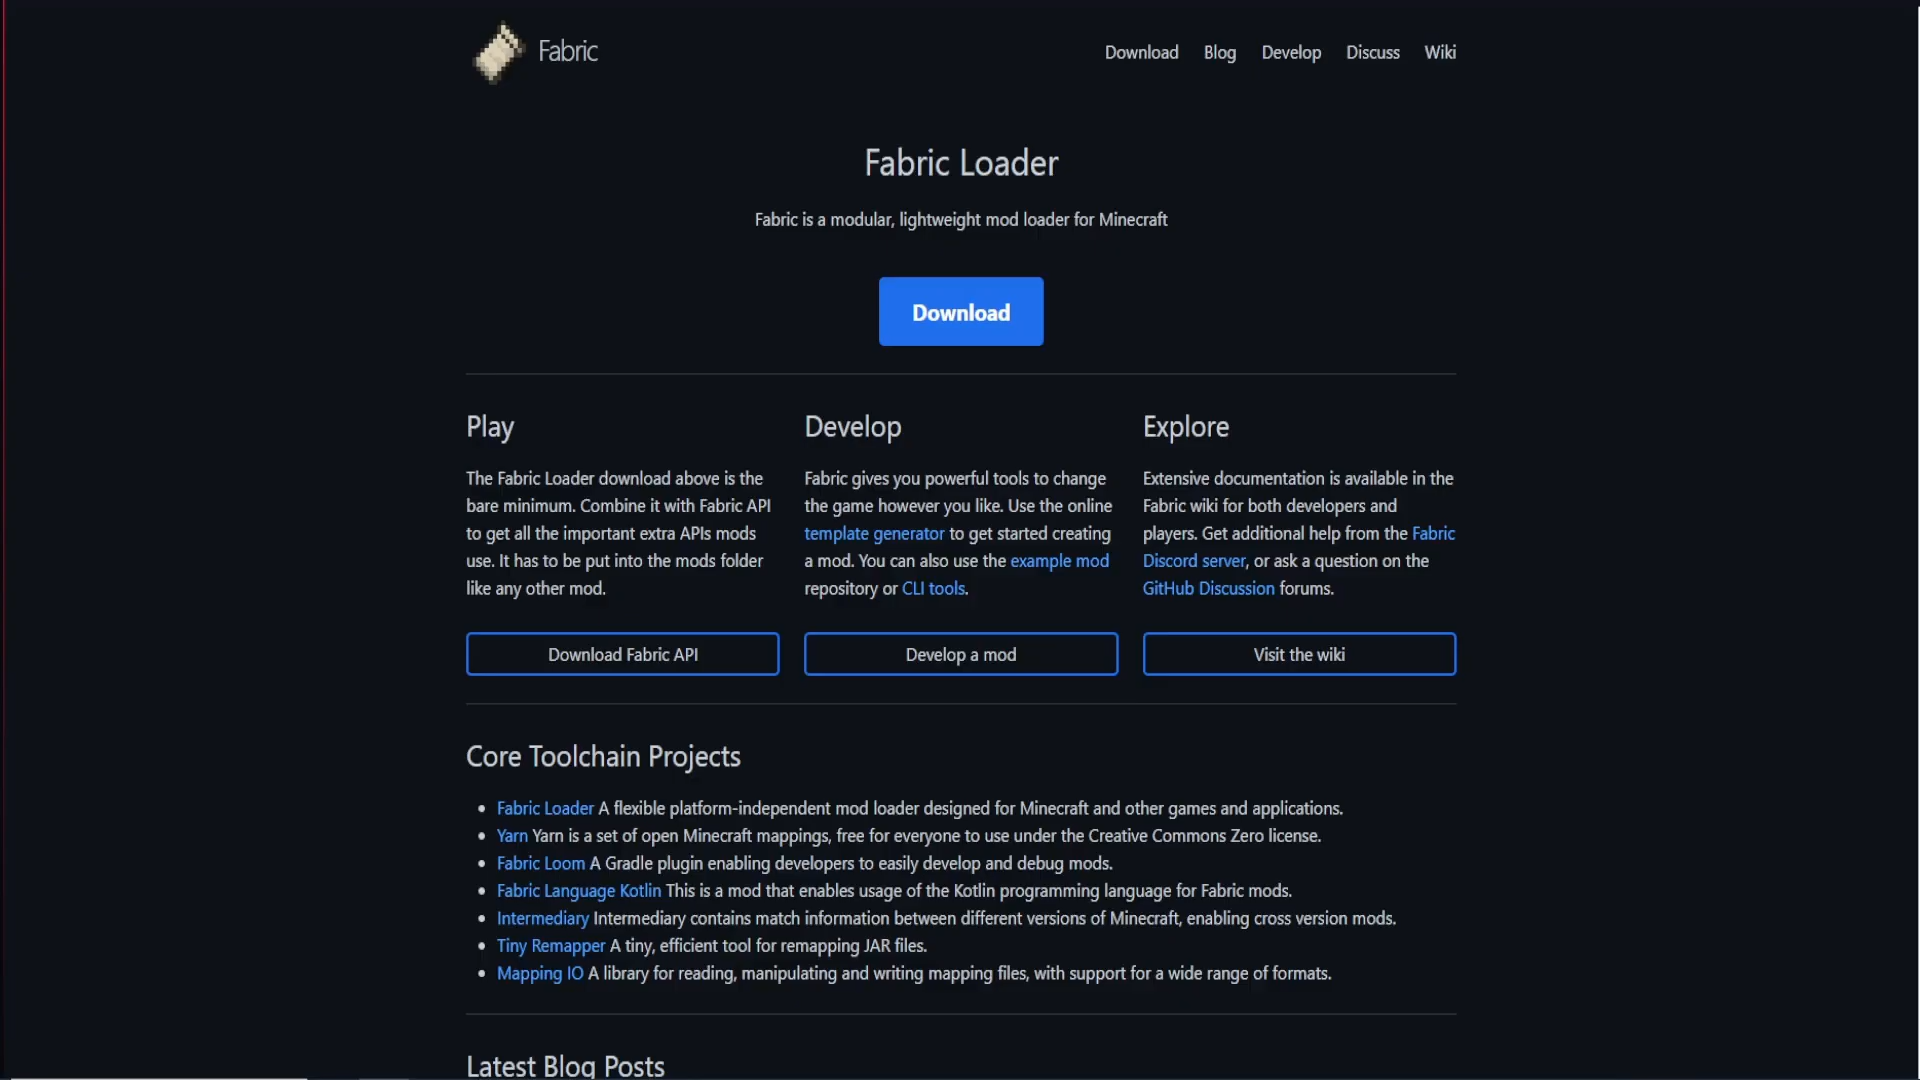 Fabric
Download Blog Develop Discuss Wiki
Fabric Loader
Fabric is a modular, lightweight mod loader for Minecraft
Download
Play
The Fabric Loader download above is the
bare minimum. Combine it with Fabric API
to get all the important extra APIs mods
use. It has to be put into the mods folder
like any other mod.
Download Fabric API
Develop
Fabric gives you powerful tools to change
the game however you like. Use the online
template generator to get started creating
a mod. You can also use the example mod
repository or CLI tools.
Develop a mod
Explore
Extensive documentation is available in the
Fabric wiki for both developers and
players. Get additional help from the Fabric
Discord server, or ask a question on the
GitHub Discussion forums.
Visit the wiki
Core Toolchain Projects
Fabric Loader A flexible platform-independent mod loader designed for Minecraft and other games and applications.
Yarn Yarn is a set of open Minecraft mappings, free for everyone to use under the Creative Commons Zero license.
Fabric Loom A Gradle plugin enabling developers to easily develop and debug mods.
Fabric Language Kotlin This is a mod that enables usage of the Kotlin programming language for Fabric mods.
Intermediary Intermediary contains match information between different versions of Minecraft, enabling cross version mods.
Tiny Remapper A tiny, efficient tool for remapping JAR files.
Mapping IO A library for reading, manipulating and writing mapping files, with support for a wide range of formats.
Latest Blog Posts